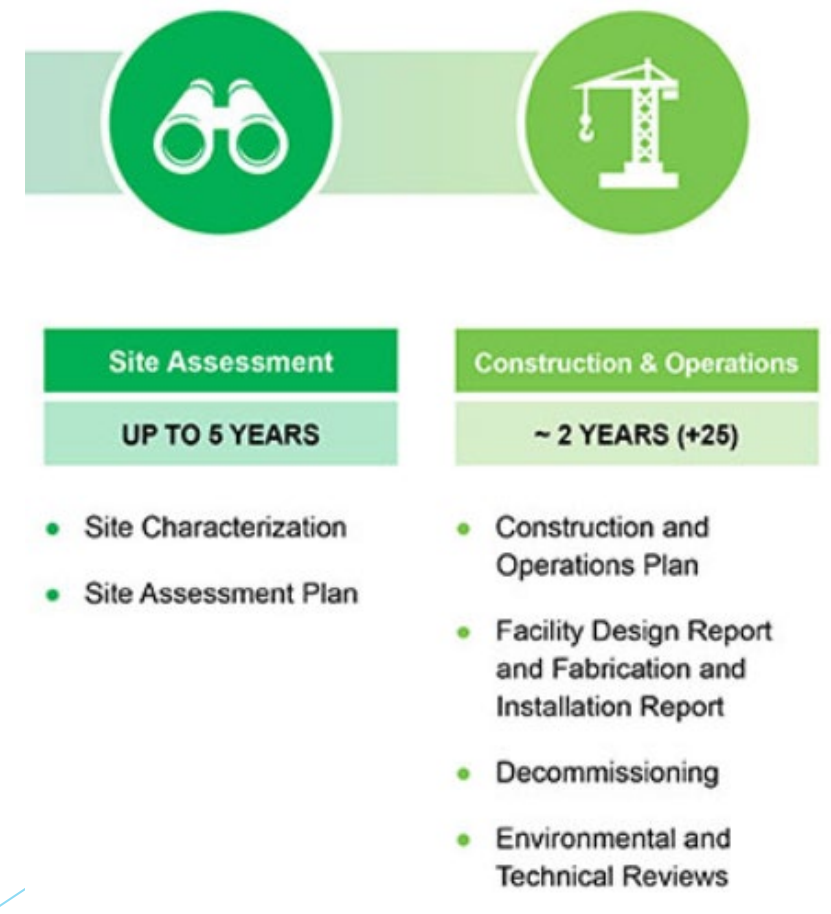 Site Assessment
UP TO 5 YEARS
• Site Characterization
• Site Assessment Plan
Construction & Operations
~ 2 YEARS (+25)
• Construction and
Operations Plan
• Facility Design Report
and Fabrication and
Installation Report
• Decommissioning
• Environmental and
Technical Reviews